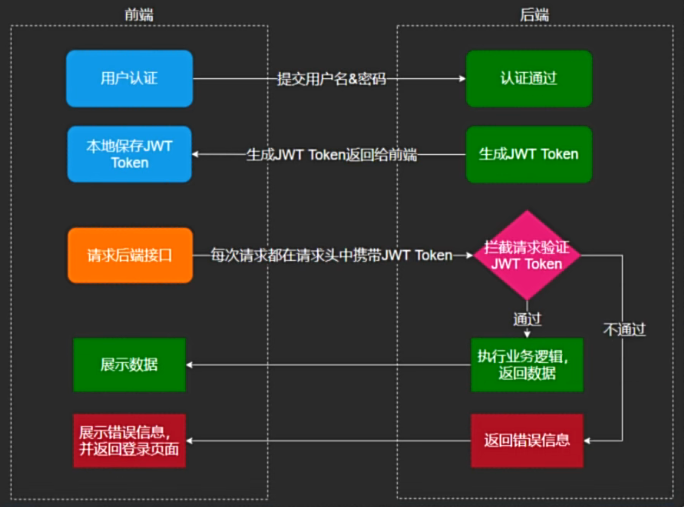 前端
后端
用户认证
提交用户名&密码
认证通过
本地保存JWT
Token
生成JWT Token返回给前端
生成JWT Token
请求后端接口
每次请求都在请求头中携带JWT Token
拦截请求验证
JWT Token
通过
不通过
展示数据
执行业务逻辑，
返回数据
展示错误信息，
并返回登录页面
返回错误信息